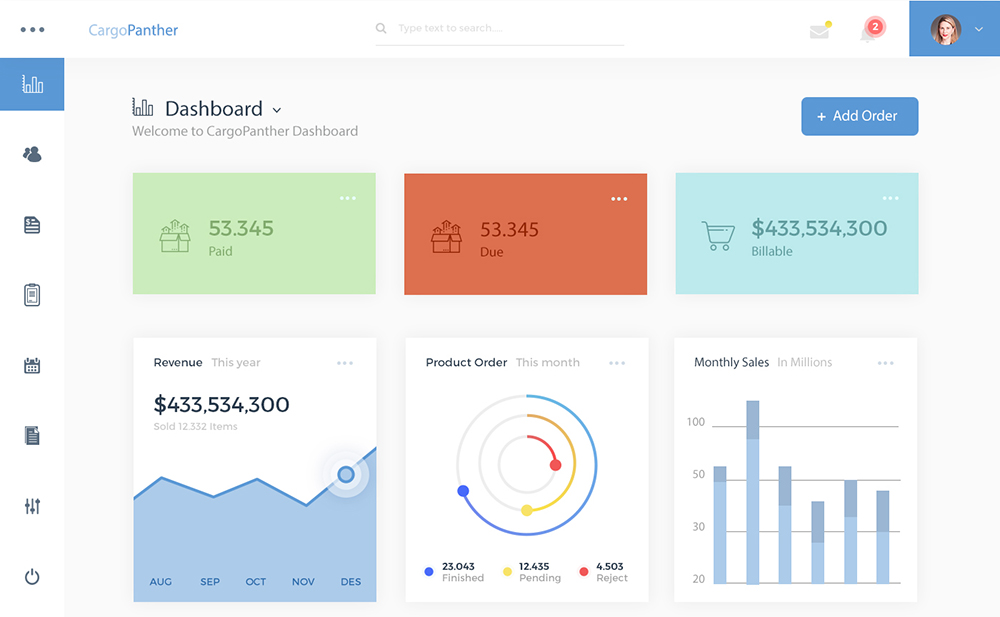 CargoPanther
Type text to search....
2
Dashboard
Welcome to CargoPanther Dashboard
+ Add Order
53.345
Paid
53.345
Due
$433,534,300
Billable
Revenue This year
$433,534,300
Sold 12.332 Items
AUG SEP OCT NOV DES
Product Order This month
23.043
Finished
12.435
Pending
4.503
Reject
Monthly Sales In Millions
100
50
30
20